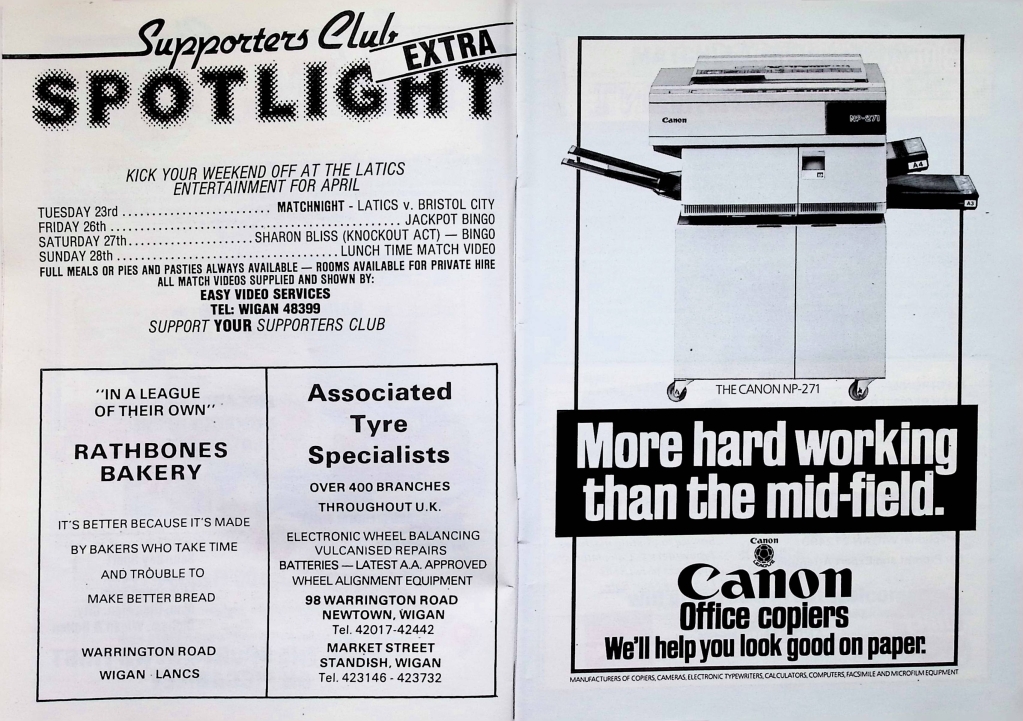 Supporters Club
EXTRA
SPOTLIGHT
KICK YOUR WEEKEND OFF AT THE LATICS
ENTERTAINMENT FOR APRIL
TUESDAY 23rd ........................ MATCHNIGHT - LATICS v. BRISTOL CITY
FRIDAY 26th ............................................ JACKPOT BINGO
SATURDAY 27th.................... SHARON BLISS (KNOCKOUT ACT) — BINGO
SUNDAY 28th ................................... LUNCH TIME MATCH VIDEO
FULL MEALS OR PIES AND PASTIES ALWAYS AVAILABLE — ROOMS AVAILABLE FOR PRIVATE HIRE
ALL MATCH VIDEOS SUPPLIED AND SHOWN BY:
EASY VIDEO SERVICES
TEL: WIGAN 48399
SUPPORT YOUR SUPPORTERS CLUB
"IN A LEAGUE
OF THEIR OWN"
RATHBONES
BAKERY
IT'S BETTER BECAUSE IT'S MADE
BY BAKERS WHO TAKE TIME
AND TROUBLE TO
MAKE BETTER BREAD
WARRINGTON ROAD
WIGAN · LANCS
Associated
Tyre
Specialists
OVER 400 BRANCHES
THROUGHOUT U.K.
ELECTRONIC WHEEL BALANCING
VULCANISED REPAIRS
BATTERIES — LATEST A.A. APPROVED
WHEEL ALIGNMENT EQUIPMENT
98 WARRINGTON ROAD
NEWTOWN, WIGAN
Tel. 42017-42442
MARKET STREET
STANDISH, WIGAN
Tel. 423146 - 423732
Canon
NP-271
A4
A3
THE CANON NP-271
More hard working
than the mid-field.
Canon
Canon
Office copiers
We'll help you look good on paper.
MANUFACTURERS OF COPIERS, CAMERAS, ELECTRONIC TYPEWRITERS, CALCULATORS, COMPUTERS, FACSIMILE AND MICROFILM EQUIPMENT